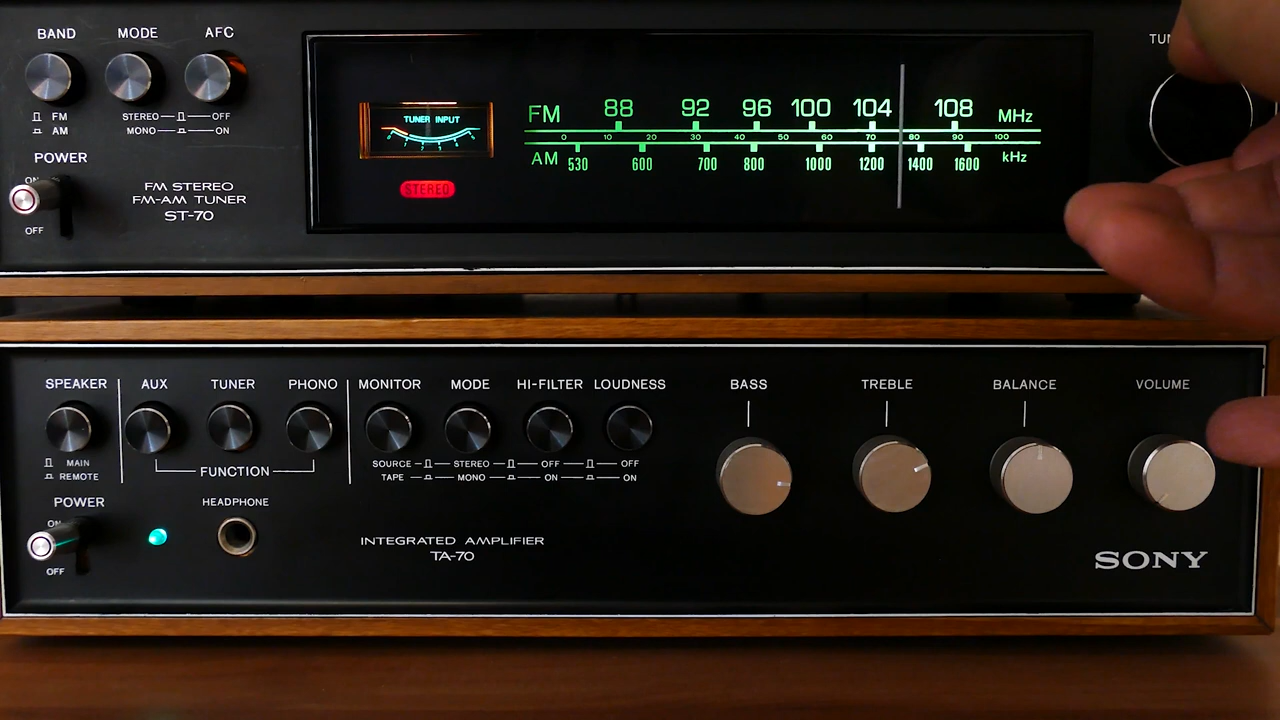 BAND MODE AFC TUN
FM STEREO OFF
AM MONO ON
POWER
ON
OFF
FM STEREO
FM-AM TUNER
ST-70
TUNER INPUT
STEREO
FM 88 92 96 100 104 108 MHz
0 10 20 30 40 50 60 70 80 90 100
AM 530 600 700 800 1000 1200 1400 1600 kHz
SPEAKER AUX TUNER PHONO MONITOR MODE HI-FILTER LOUDNESS BASS TREBLE BALANCE VOLUME
MAIN SOURCE STEREO OFF OFF
REMOTE FUNCTION TAPE MONO ON ON
POWER HEADPHONE
ON
OFF
INTEGRATED AMPLIFIER
TA-70
SONY